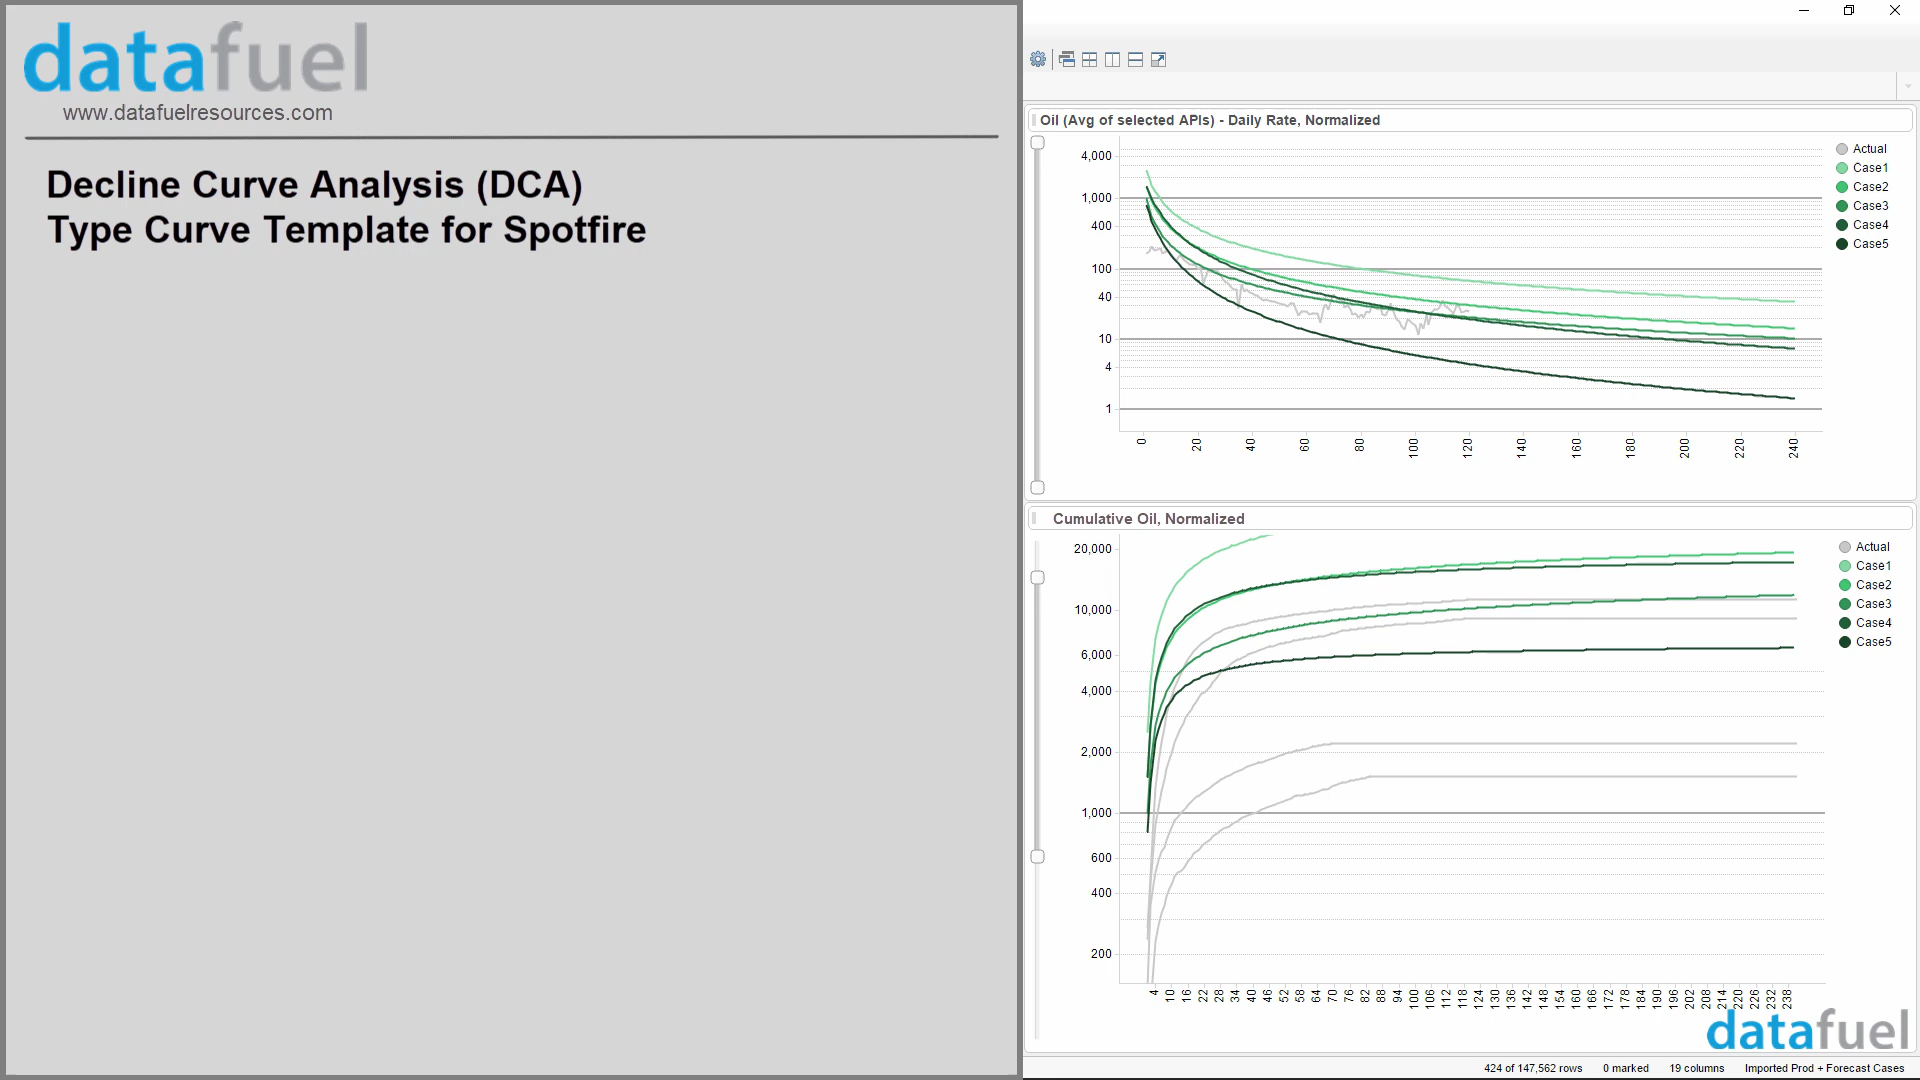 datafuel
www.datafuelresources.com
Decline Curve Analysis (DCA)
Type Curve Template for Spotfire
Oil (Avg of selected APIs) - Daily Rate, Normalized
4,000
1,000
400
100
40
10
4
1
0 20 40 60 80 100 120 140 160 180 200 220 240
Actual
Case1
Case2
Case3
Case4
Case5
Cumulative Oil, Normalized
20,000
10,000
6,000
4,000
2,000
1,000
600
400
200
4 10 16 22 28 34 40 46 52 58 64 70 76 82 88 94 100 106 112 118 124 130 136 142 148 154 160 166 172 178 184 190 196 202 208 214 220 226 232 238
Actual
Case1
Case2
Case3
Case4
Case5
datafuel
424 of 147,562 rows 0 marked 19 columns Imported Prod + Forecast Cases